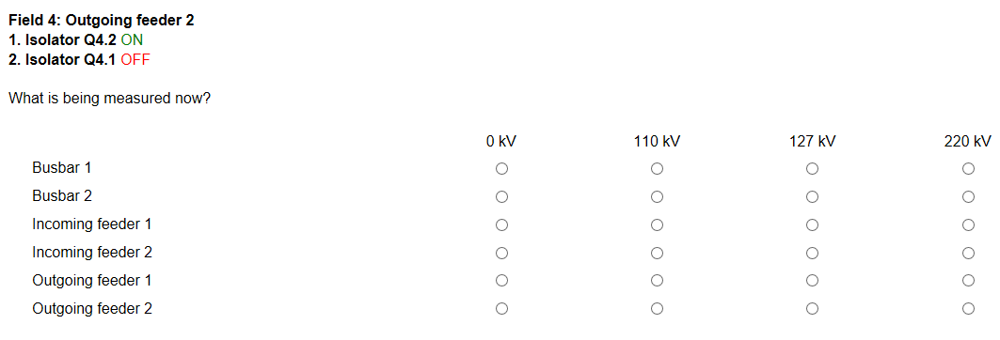 Field 4: Outgoing feeder 2
1. Isolator Q4.2 ON
2. Isolator Q4.1 OFF
What is being measured now?
0 kV 110 kV 127 kV 220 kV
Busbar 1
Busbar 2
Incoming feeder 1
Incoming feeder 2
Outgoing feeder 1
Outgoing feeder 2